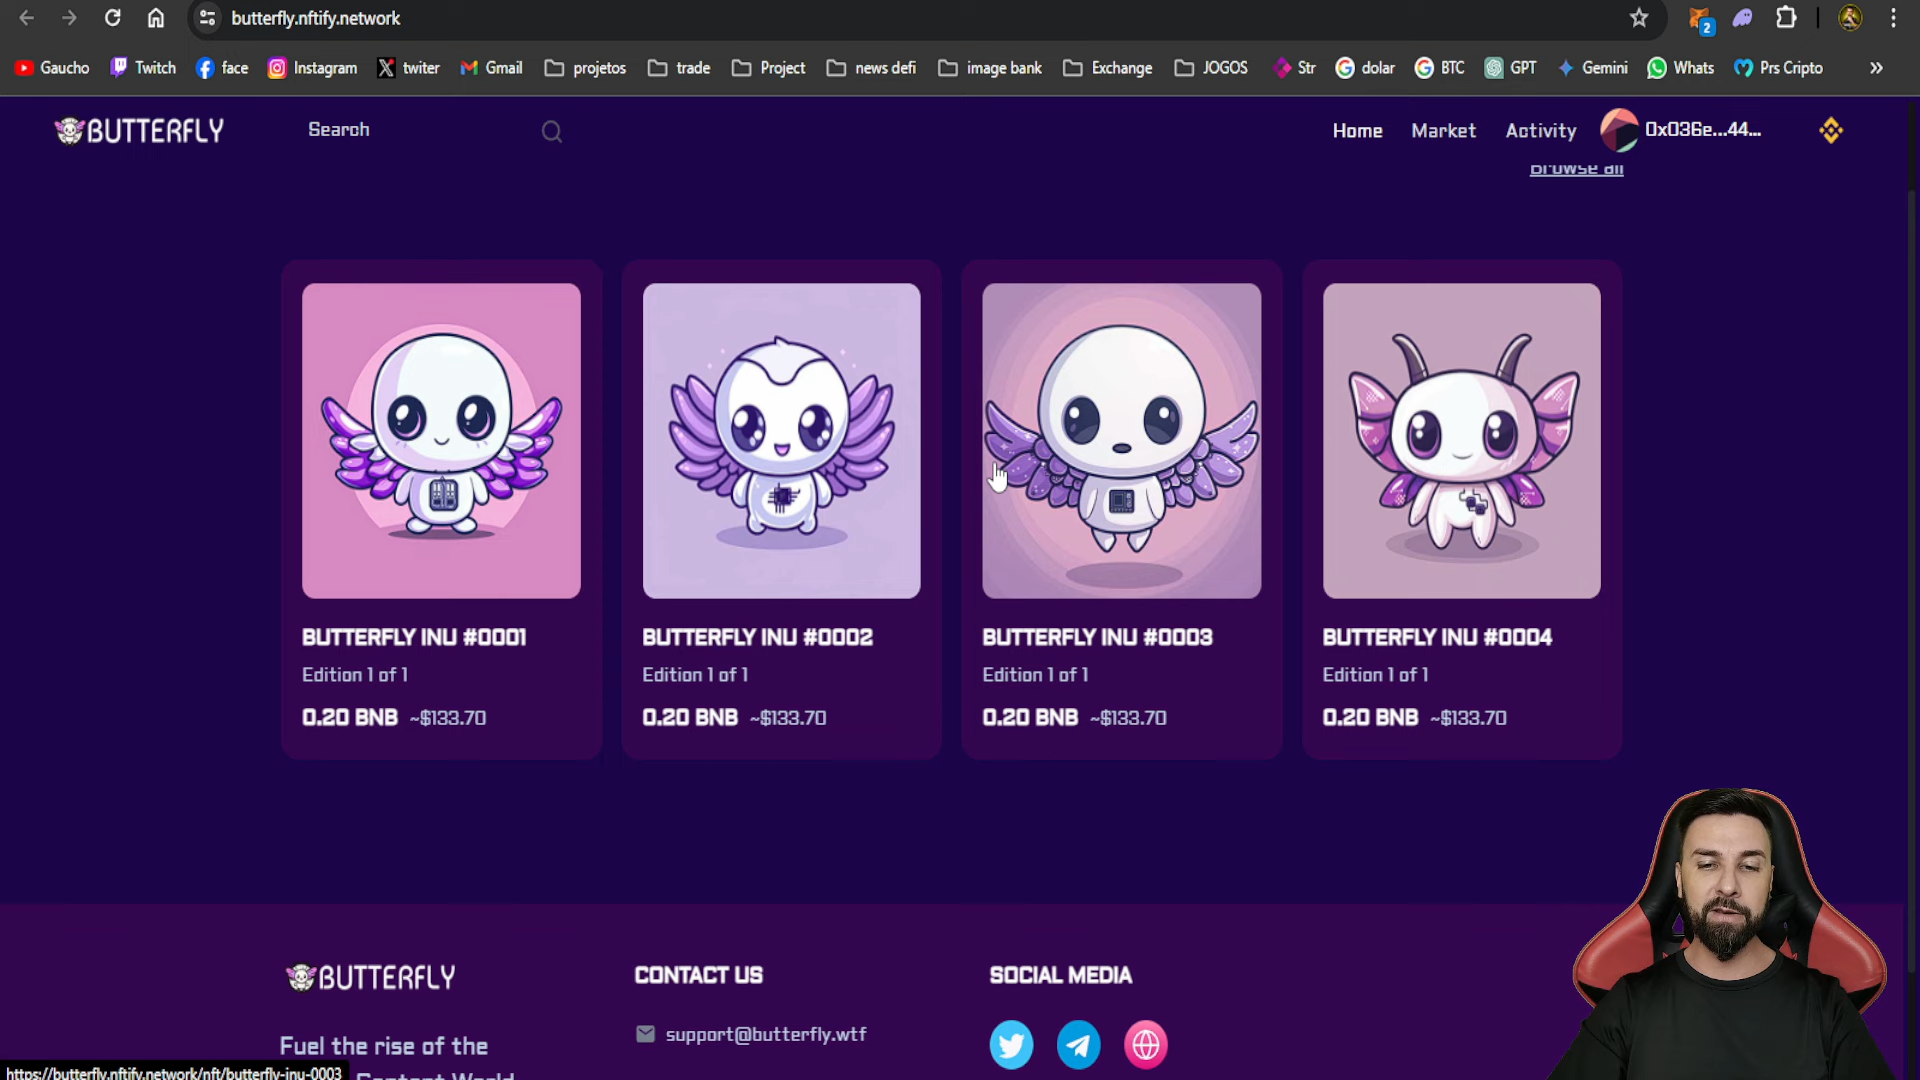 butterfly.nftify.network
2
Gaucho
Twitch
face
Instagram
twiter
Gmail
projetos
trade
Project
news defi
image bank
Exchange
JOGOS
Str
dolar
BTC
GPT
Gemini
Whats
Prs Cripto
»
BUTTERFLY
Search
Home
Market
Activity
0x036e...44...
Browse all
BUTTERFLY INU #0001
Edition 1 of 1
0.20 BNB ~$133.70
BUTTERFLY INU #0002
Edition 1 of 1
0.20 BNB ~$133.70
BUTTERFLY INU #0003
Edition 1 of 1
0.20 BNB ~$133.70
BUTTERFLY INU #0004
Edition 1 of 1
0.20 BNB ~$133.70
BUTTERFLY
Fuel the rise of the
Content World
CONTACT US
support@butterfly.wtf
SOCIAL MEDIA
https://butterfly.nftify.network/nft/butterfly-inu-0003